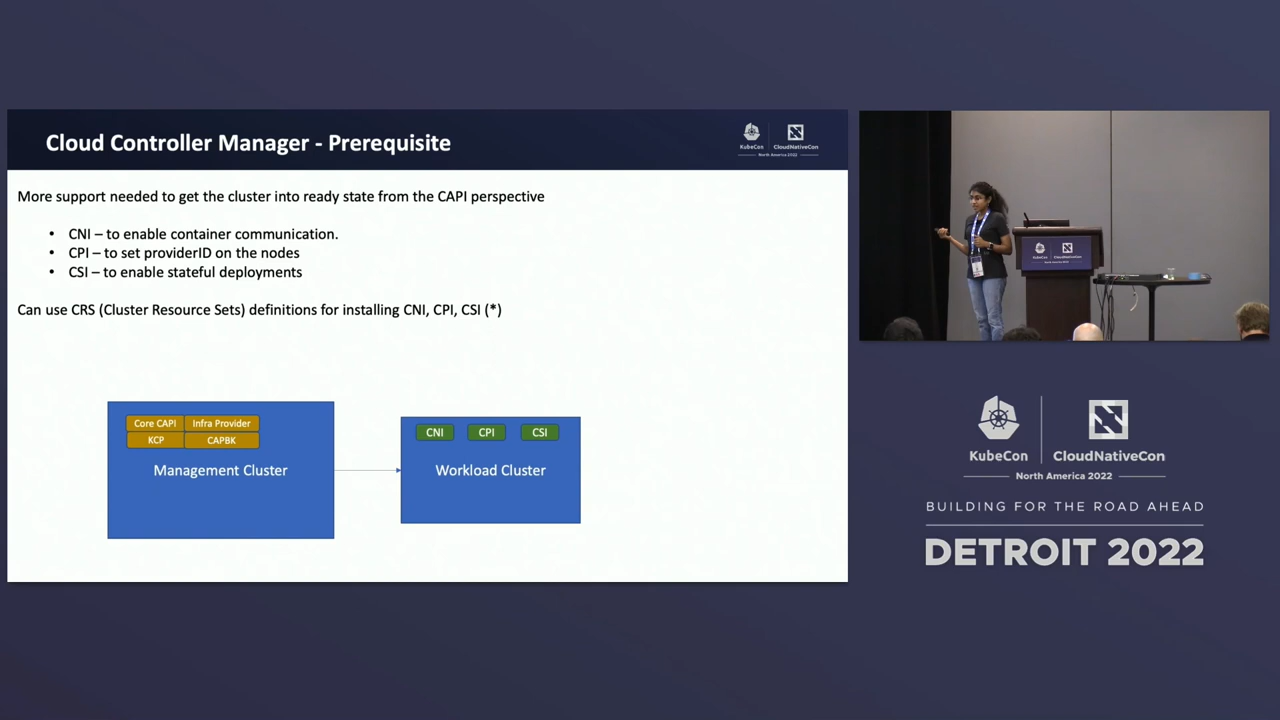 Cloud Controller Manager - Prerequisite
KubeCon
CloudNativeCon
North America 2022
More support needed to get the cluster into ready state from the CAPI perspective
• CNI – to enable container communication.
• CPI – to set providerID on the nodes
• CSI – to enable stateful deployments
Can use CRS (Cluster Resource Sets) definitions for installing CNI, CPI, CSI (*)
Core CAPI
Infra Provider
KCP
CAPBK
Management Cluster
CNI
CPI
CSI
Workload Cluster
KubeCon
CloudNativeCon
North America 2022
BUILDING FOR THE ROAD AHEAD
DETROIT 2022